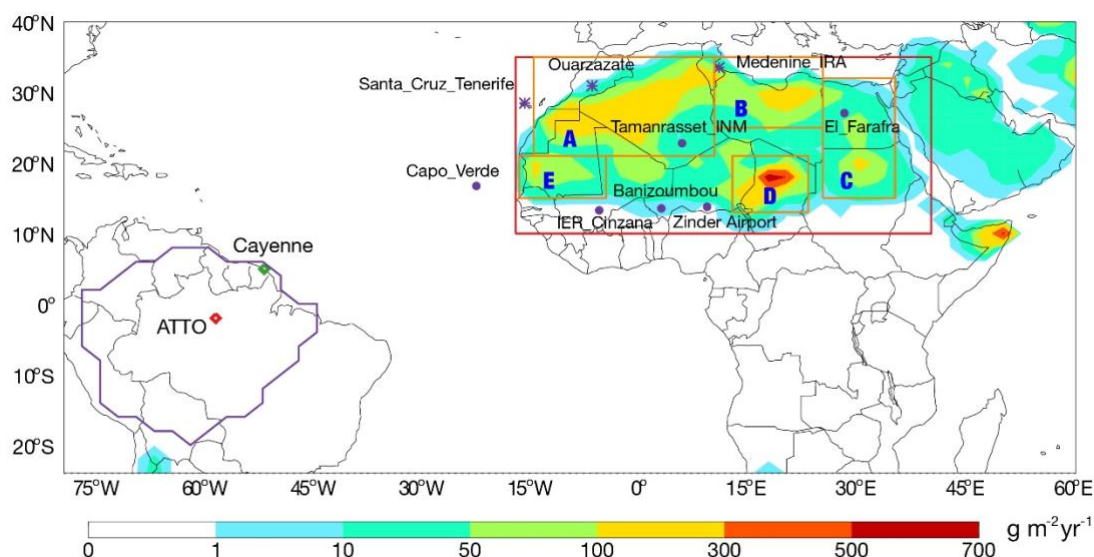 40°N
30°N
20°N
10°N
0°
10°S
20°S
Ouarzazate
Medenine_IRA
Santa_Cruz_Tenerife
B
A
Tamanrasset_INM
El_Farafra
Capo_Verde
E
Banizoumbou
D
C
IER_Cinzana
Zinder Airport
Cayenne
ATTO
75°W
60°W
45°W
30°W
15°W
0°
15°E
30°E
45°E
60°E
0
1
10
50
100
300
500
700
g m⁻²yr⁻¹